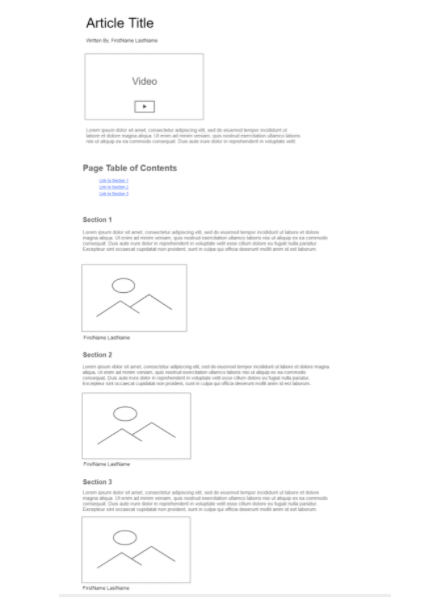 Article Title
Written By, FirstName LastName
Video
Lorem ipsum dolor sit amet, consectetur adipiscing elit, sed do eiusmod tempor incididunt ut
labore et dolore magna aliqua. Ut enim ad minim veniam, quis nostrud exercitation ullamco laboris
nisi ut aliquip ex ea commodo consequat. Duis aute irure dolor in reprehenderit in voluptate velit
Page Table of Contents
Link to Section 1
Link to Section 2
Link to Section 3
Section 1
Lorem ipsum dolor sit amet, consectetur adipiscing elit, sed do eiusmod tempor incididunt ut labore et dolore
magna aliqua. Ut enim ad minim veniam, quis nostrud exercitation ullamco laboris nisi ut aliquip ex ea commodo
consequat. Duis aute irure dolor in reprehenderit in voluptate velit esse cillum dolore eu fugiat nulla pariatur.
Excepteur sint occaecat cupidatat non proident, sunt in culpa qui officia deserunt mollit anim id est laborum.
FirstName LastName
Section 2
Lorem ipsum dolor sit amet, consectetur adipiscing elit, sed do eiusmod tempor incididunt ut labore et dolore magna
aliqua. Ut enim ad minim veniam, quis nostrud exercitation ullamco laboris nisi ut aliquip ex ea commodo
consequat. Duis aute irure dolor in reprehenderit in voluptate velit esse cillum dolore eu fugiat nulla pariatur.
Excepteur sint occaecat cupidatat non proident, sunt in culpa qui officia deserunt mollit anim id est laborum.
FirstName LastName
Section 3
Lorem ipsum dolor sit amet, consectetur adipiscing elit, sed do eiusmod tempor incididunt ut labore et dolore
magna aliqua. Ut enim ad minim veniam, quis nostrud exercitation ullamco laboris nisi ut aliquip ex ea commodo
consequat. Duis aute irure dolor in reprehenderit in voluptate velit esse cillum dolore eu fugiat nulla pariatur.
Excepteur sint occaecat cupidatat non proident, sunt in culpa qui officia deserunt mollit anim id est laborum.
FirstName LastName